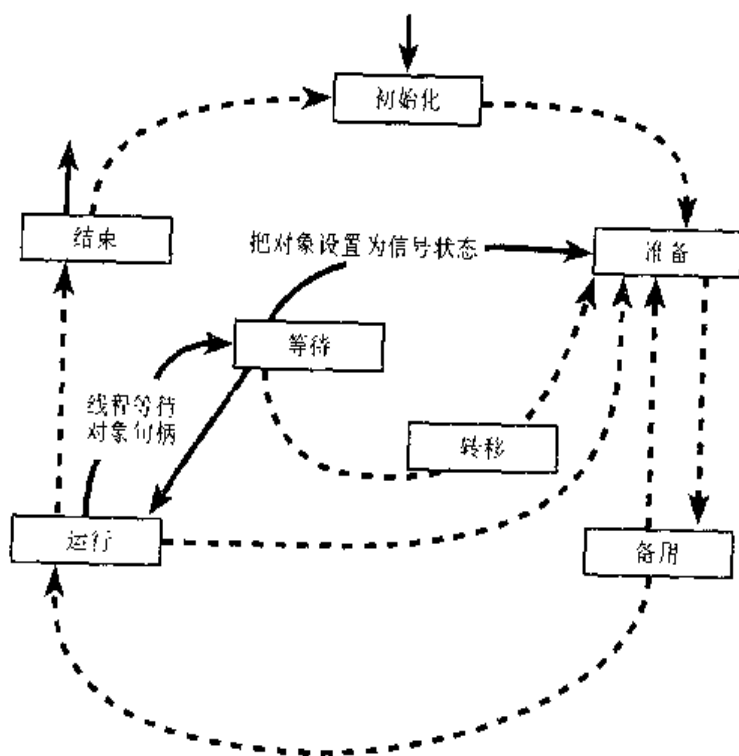 初始化
结束
把对象设置为信号状态
准备
等待
线程等待
对象句柄
转移
运行
备用